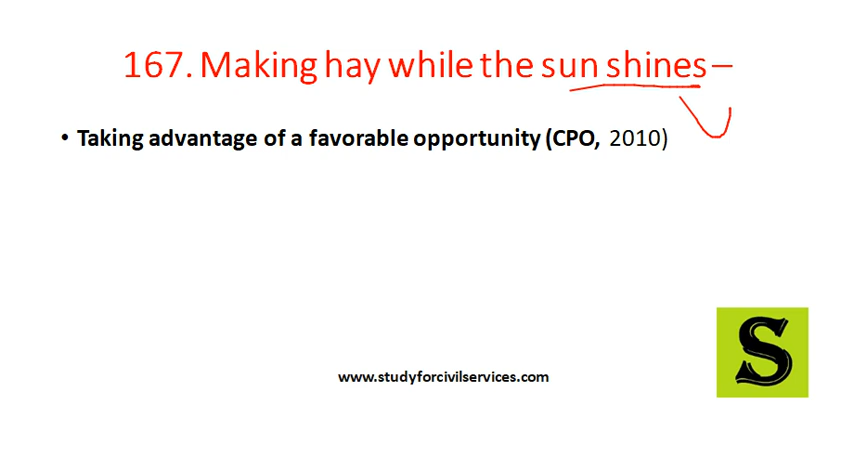 167. Making hay while the sun shines –
• Taking advantage of a favorable opportunity (CPO, 2010)
www.studyforcivilservices.com
S